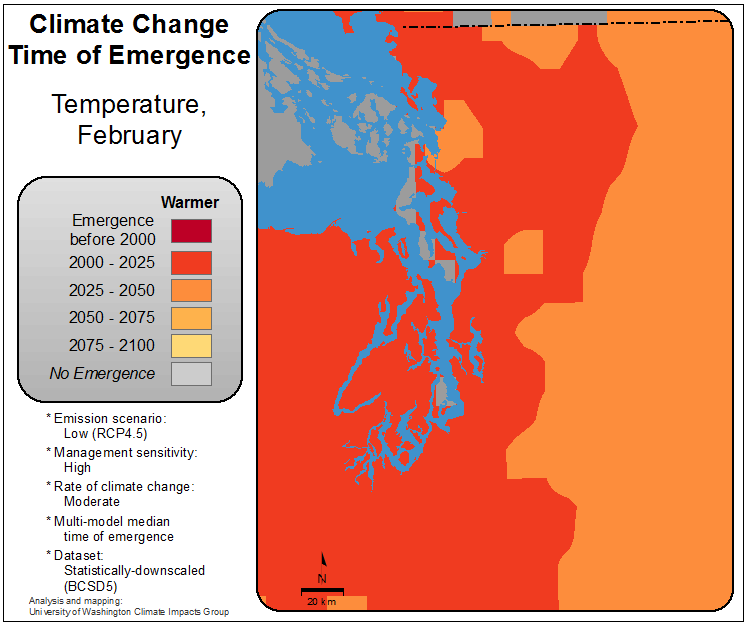 Climate Change
Time of Emergence
Temperature,
February
Warmer
Emergence
before 2000
2000 - 2025
2025 - 2050
2050 - 2075
2075 - 2100
No Emergence
* Emission scenario:
Low (RCP4.5)
* Management sensitivity:
High
* Rate of climate change:
Moderate
* Multi-model median
time of emergence
* Dataset:
Statistically-downscaled
(BCSD5)
Analysis and mapping:
University of Washington Climate Impacts Group
N
20 km